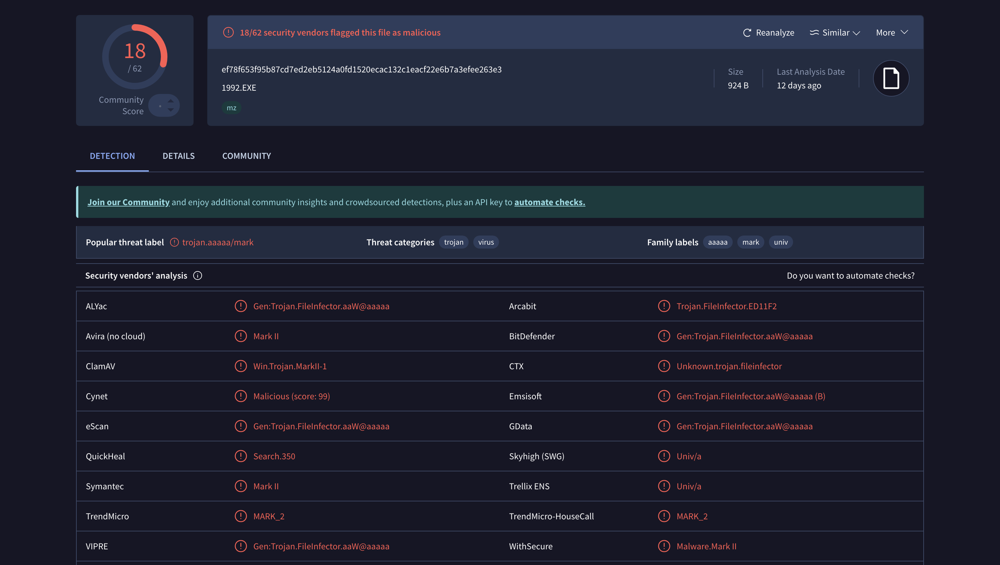 18
/ 62
Community
Score
18/62 security vendors flagged this file as malicious
Reanalyze
Similar
More
ef78f653f95b87cd7ed2eb5124a0fd1520ecac132c1eacf22e6b7a3efee263e3
1992.EXE
mz
Size
924 B
Last Analysis Date
12 days ago
DETECTION DETAILS COMMUNITY
Join our Community and enjoy additional community insights and crowdsourced detections, plus an API key to automate checks.
Popular threat label trojan.aaaaa/mark Threat categories trojan virus Family labels aaaaa mark univ
Security vendors' analysis Do you want to automate checks?
ALYac Gen:Trojan.FileInfector.aaW@aaaaa Arcabit Trojan.FileInfector.ED11F2
Avira (no cloud) Mark II BitDefender Gen:Trojan.FileInfector.aaW@aaaaa
ClamAV Win.Trojan.MarkII-1 CTX Unknown.trojan.fileinfector
Cynet Malicious (score: 99) Emsisoft Gen:Trojan.FileInfector.aaW@aaaaa (B)
eScan Gen:Trojan.FileInfector.aaW@aaaaa GData Gen:Trojan.FileInfector.aaW@aaaaa
QuickHeal Search.350 Skyhigh (SWG) Univ/a
Symantec Mark II Trellix ENS Univ/a
TrendMicro MARK_2 TrendMicro-HouseCall MARK_2
VIPRE Gen:Trojan.FileInfector.aaW@aaaaa WithSecure Malware.Mark II